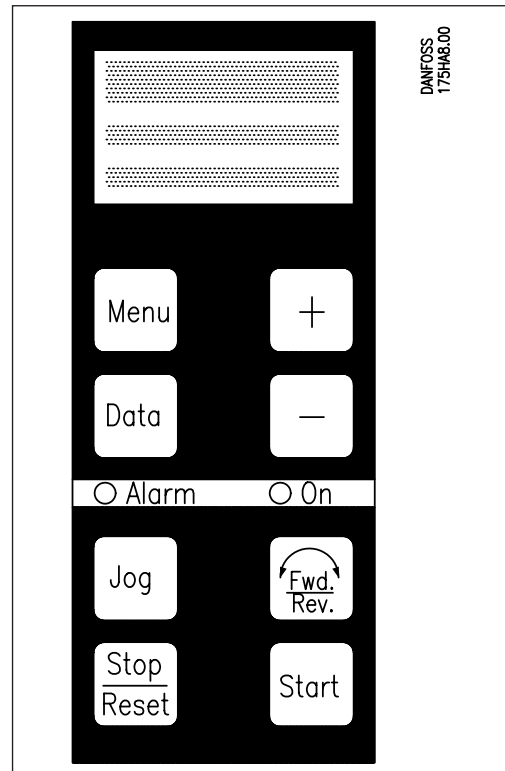 DANFOSS
175HA8.00
Menu
+
Data
−
Alarm
On
Jog
Fwd.
Rev.
Stop
Reset
Start